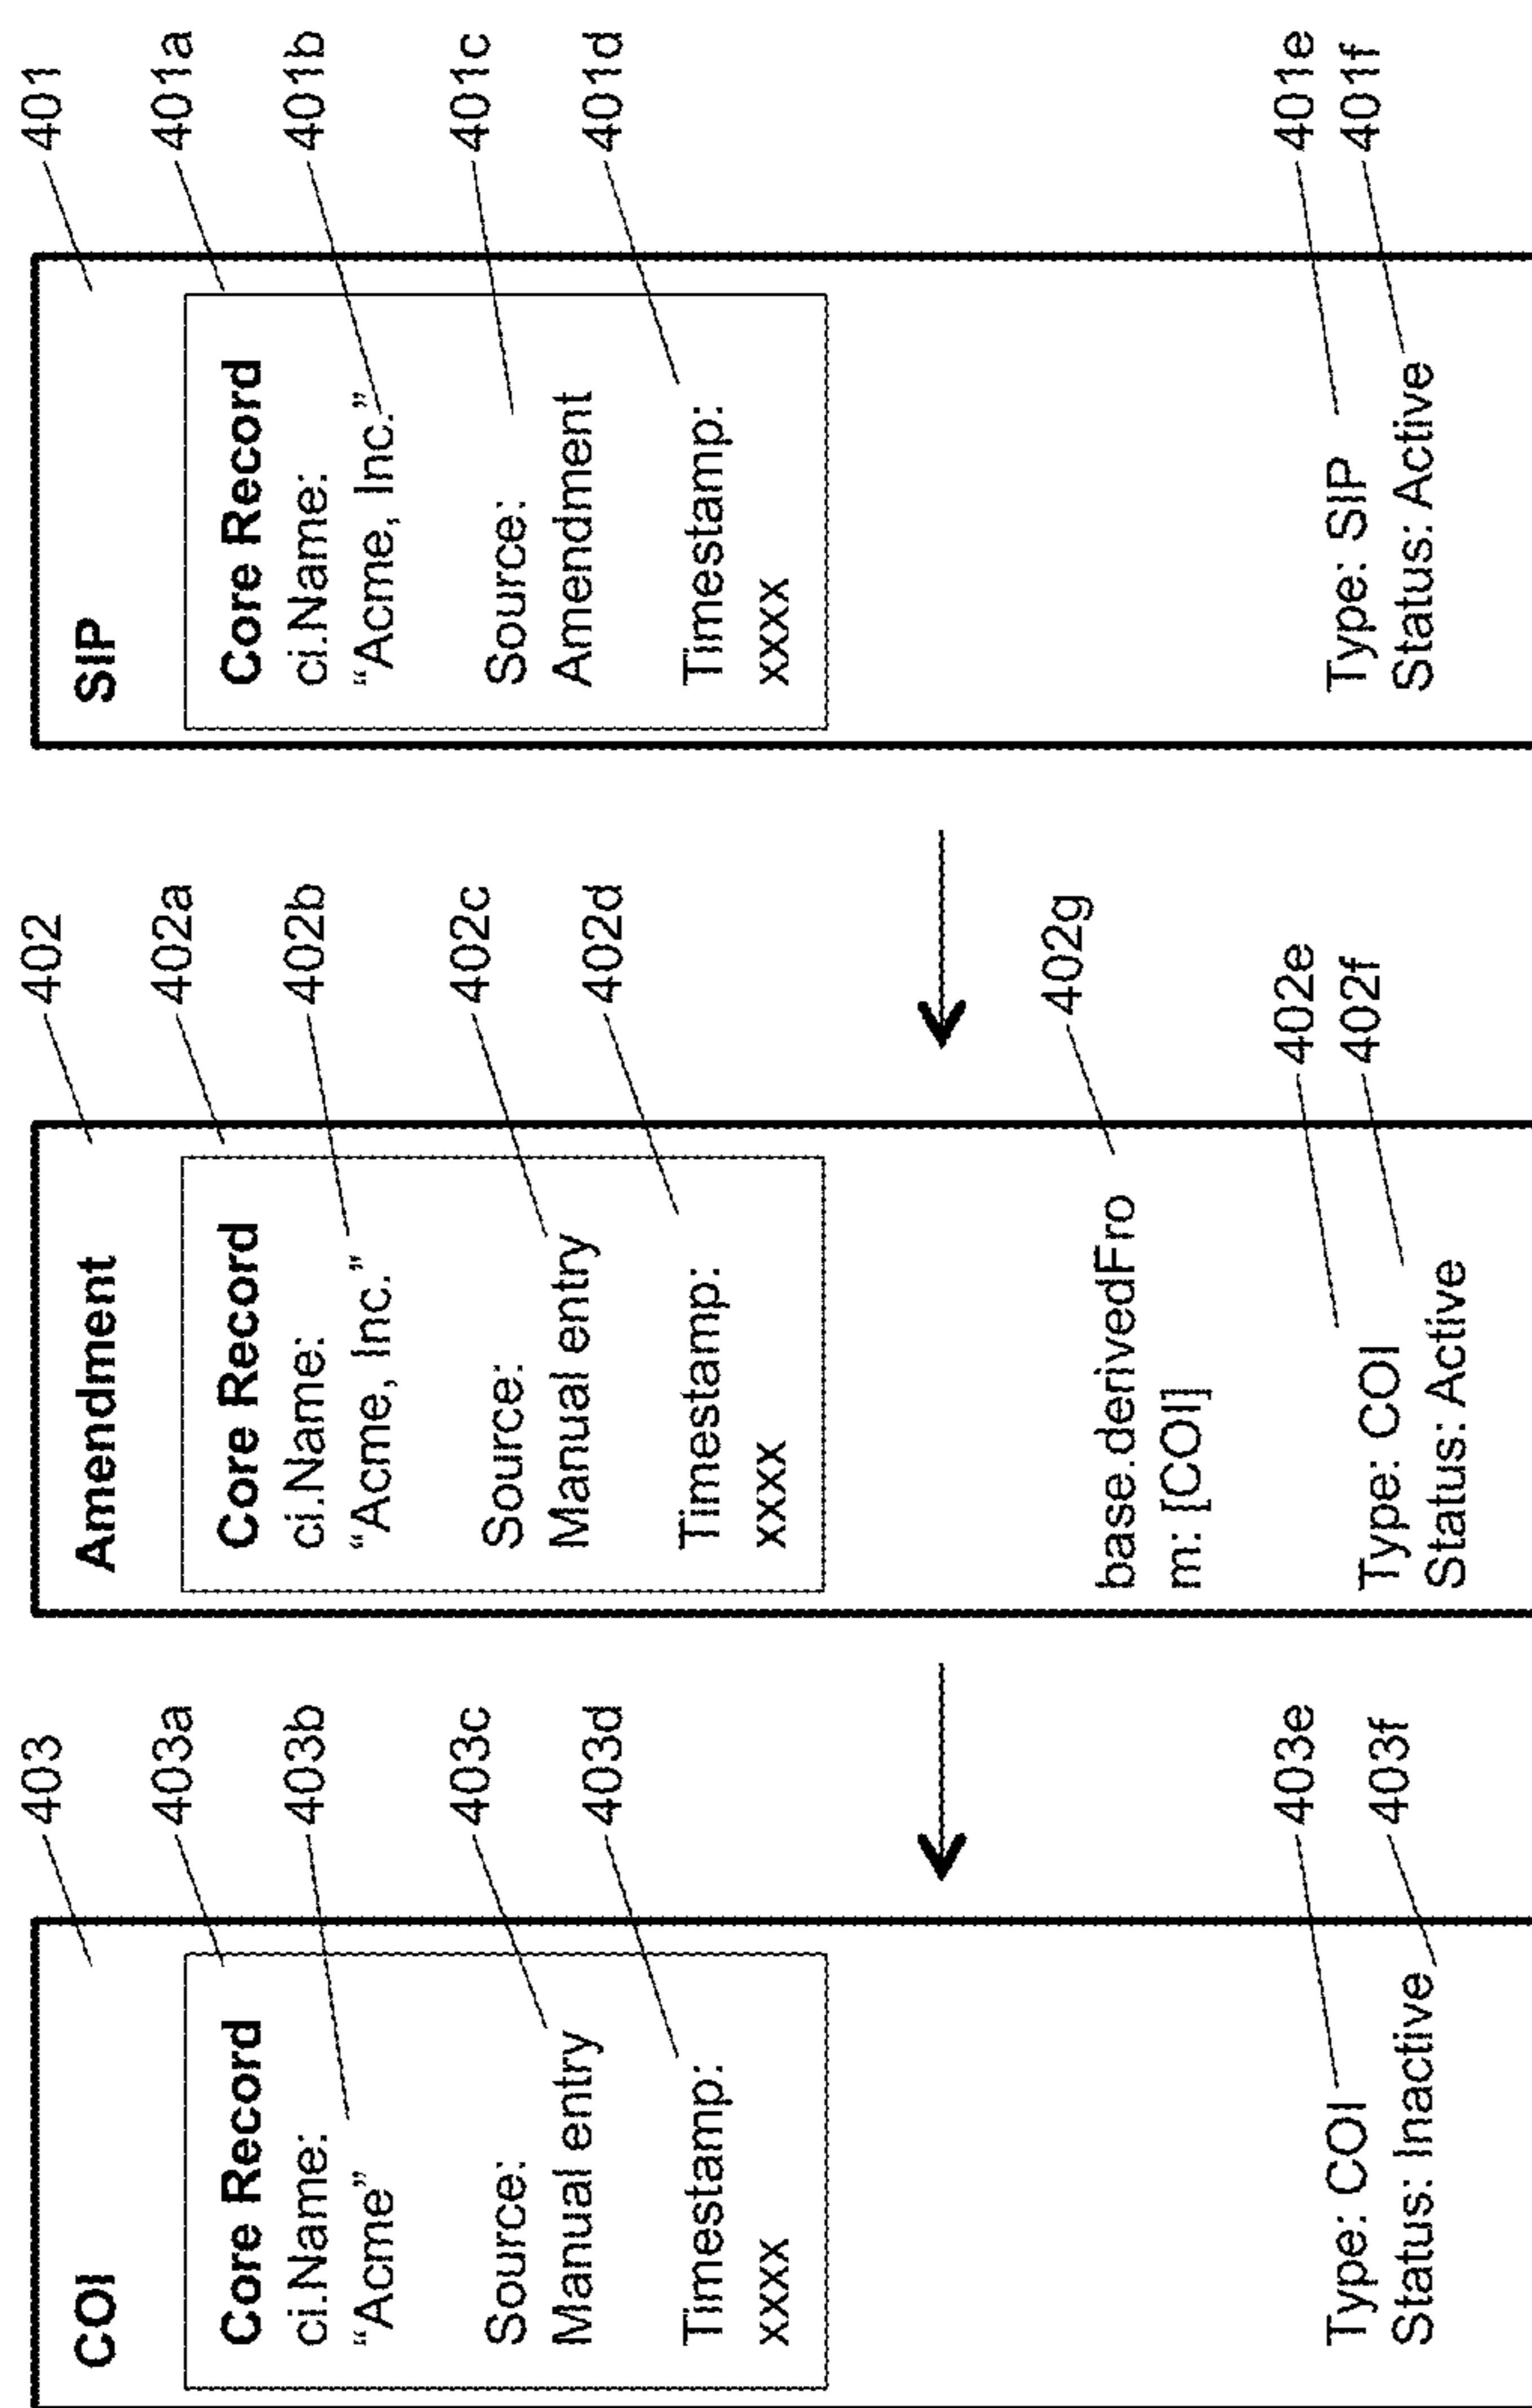 COI
403
Core Record
403a
ci.Name:
"Acme"
403b
Source:
Manual entry
403c
Timestamp:
xxxx
403d
Type: COI
403e
Status: Inactive
403f
Amendment
402
Core Record
402a
ci.Name:
"Acme, Inc."
402b
Source:
Manual entry
402c
Timestamp:
xxxx
402d
base.derivedFro
m: [COI]
402g
Type: COI
402e
Status: Active
402f
SIP
401
Core Record
401a
ci.Name:
"Acme, Inc."
401b
Source:
Amendment
401c
Timestamp:
xxxx
401d
Type: SIP
401e
Status: Active
401f